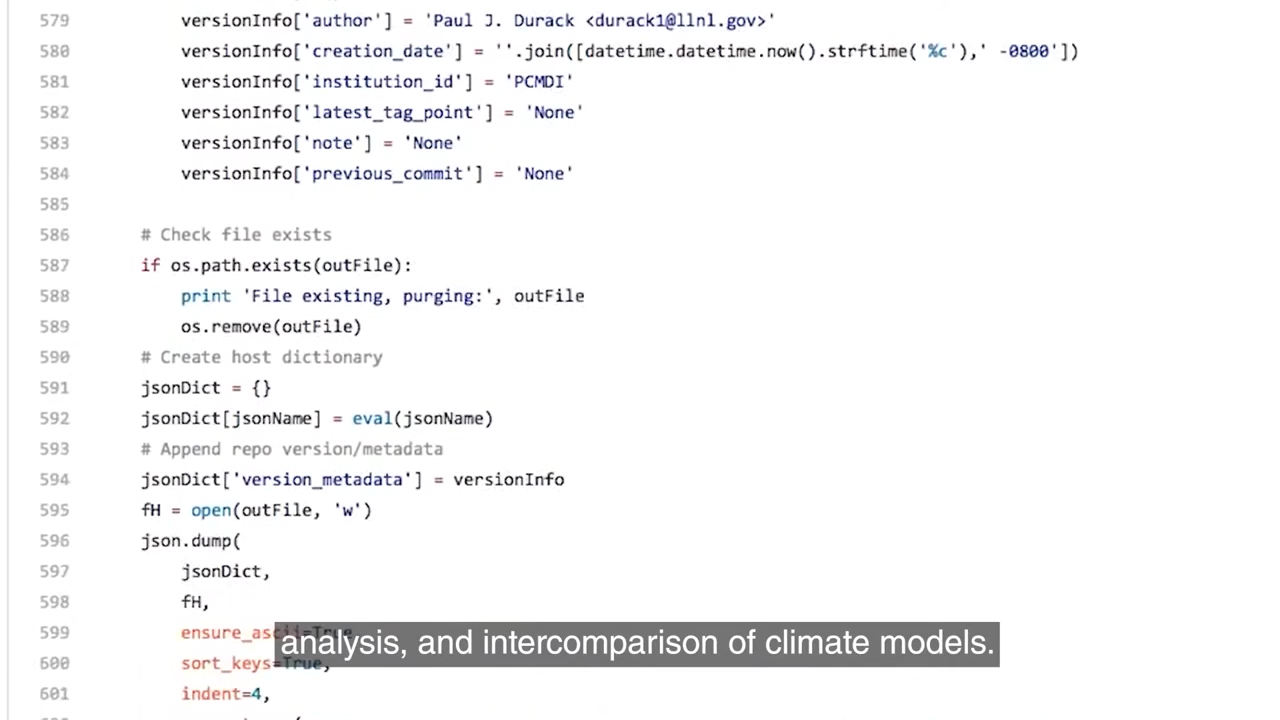 579 versionInfo['author'] = 'Paul J. Durack <durack1@llnl.gov>'
580 versionInfo['creation_date'] = ''.join([datetime.datetime.now().strftime('%c'),' -0800'])
581 versionInfo['institution_id'] = 'PCMDI'
582 versionInfo['latest_tag_point'] = 'None'
583 versionInfo['note'] = 'None'
584 versionInfo['previous_commit'] = 'None'
585
586 # Check file exists
587 if os.path.exists(outFile):
588 print 'File existing, purging:', outFile
589 os.remove(outFile)
590 # Create host dictionary
591 jsonDict = {}
592 jsonDict[jsonName] = eval(jsonName)
593 # Append repo version/metadata
594 jsonDict['version_metadata'] = versionInfo
595 fH = open(outFile, 'w')
596 json.dump(
597 jsonDict,
598 fH,
599 ensure_ascii=True,
600 sort_keys=True,
601 indent=4,
analysis, and intercomparison of climate models.